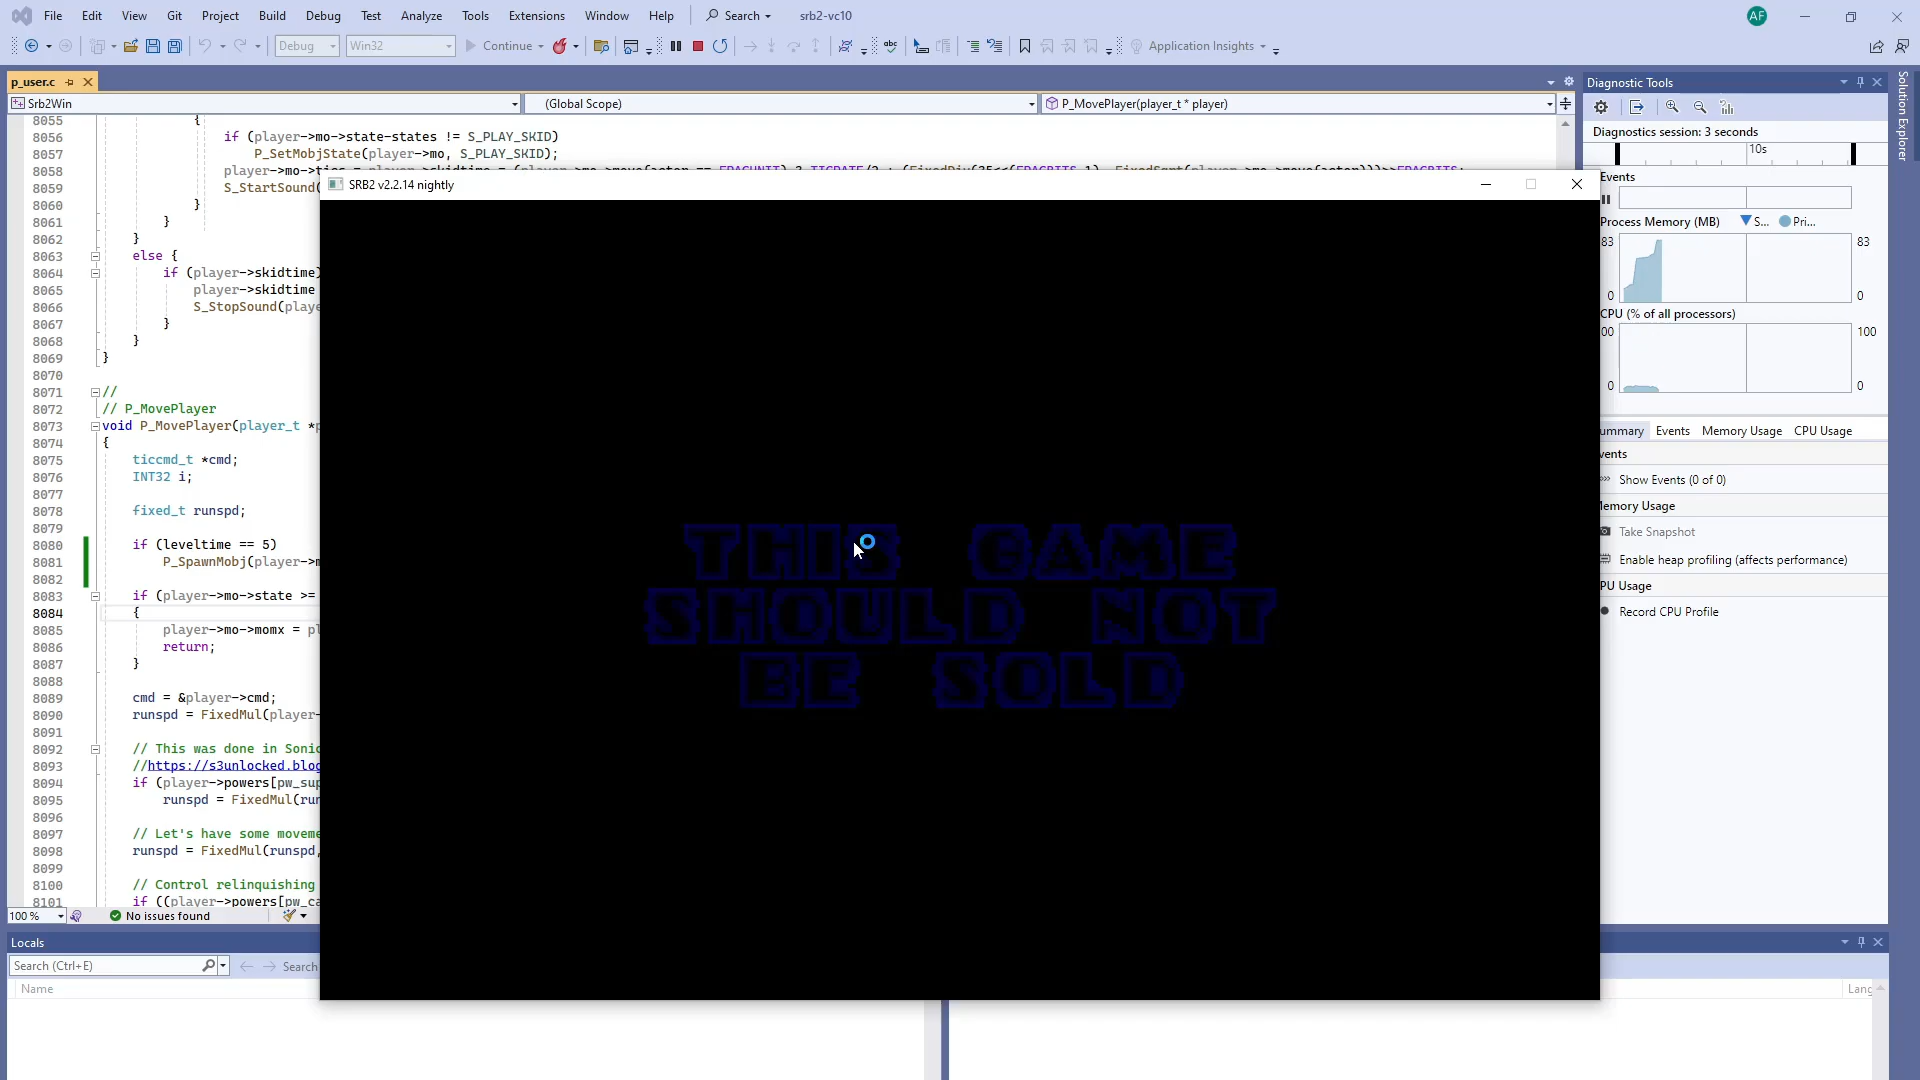 File Edit View Git Project Build Debug Test Analyze Tools Extensions Window Help Search srb2-vc10 AF
Debug Win32 Continue Application Insights
p_user.c
Srb2Win (Global Scope) P_MovePlayer(player_t * player)
8055 {
8056 if (player->mo->state-states != S_PLAY_SKID)
8057 P_SetMobjState(player->mo, S_PLAY_SKID);
8058
8059 S_StartSound(
8060 }
8061 }
8062 }
8063 else {
8064 if (player->skidtime)
8065 player->skidtime
8066 S_StopSound(playe
8067 }
8068 }
8069 }
8070
8071 //
8072 // P_MovePlayer
8073 void P_MovePlayer(player_t *p
8074 {
8075 ticcmd_t *cmd;
8076 INT32 i;
8077
8078 fixed_t runspd;
8079
8080 if (leveltime == 5)
8081 P_SpawnMobj(player->m
8082
8083 if (player->mo->state >=
8084 {
8085 player->mo->momx = pl
8086 return;
8087 }
8088
8089 cmd = &player->cmd;
8090 runspd = FixedMul(player-
8091
8092 // This was done in Sonic
8093 //https://s3unlocked.blog
8094 if (player->powers[pw_sup
8095 runspd = FixedMul(run
8096
8097 // Let's have some moveme
8098 runspd = FixedMul(runspd,
8099
8100 // Control relinquishing
8101 if ((player->powers[pw_ca
100 % No issues found
SRB2 v2.2.14 nightly
THIS GAME
SHOULD NOT
BE SOLD
Diagnostic Tools
Diagnostics session: 3 seconds
10s
Events
Process Memory (MB) S... Pri...
83 83
0 0
CPU (% of all processors)
00 100
0 0
ummary Events Memory Usage CPU Usage
vents
Show Events (0 of 0)
lemory Usage
Take Snapshot
Enable heap profiling (affects performance)
PU Usage
Record CPU Profile
Solution Explorer
Locals
Search (Ctrl+E) Search
Name Lang